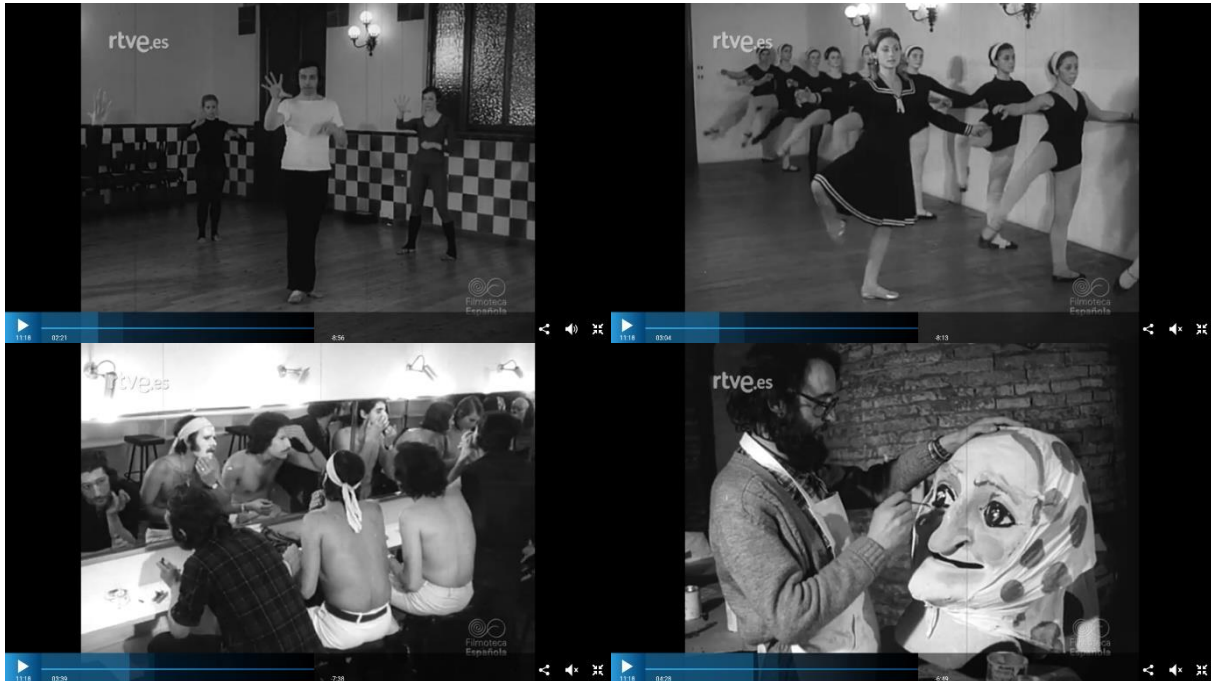 rtve.es
Filmoteca
Española
11:18 02:21 -8:56
rtve.es
Filmoteca
Española
11:18 03:04 -8:13
rtve.es
Filmoteca
Española
11:18 03:39 -7:38
rtve.es
Filmoteca
Española
11:18 04:28 -6:49